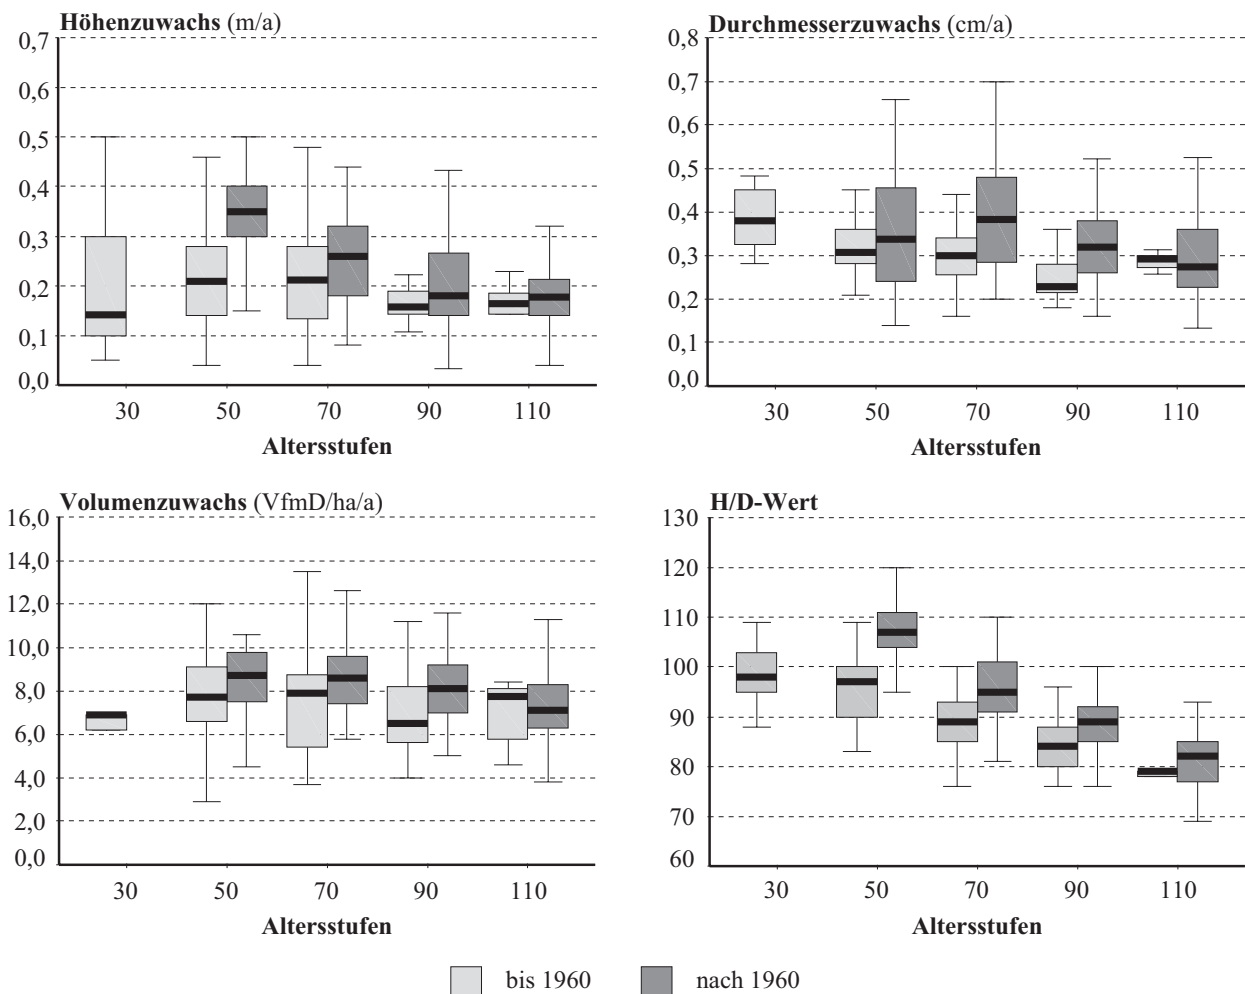 Höhenzuwachs (m/a)
0,7
0,6
0,5
0,4
0,3
0,2
0,1
0,0
30 50 70 90 110
Altersstufen
Durchmesserzuwachs (cm/a)
0,8
0,7
0,6
0,5
0,4
0,3
0,2
0,1
0,0
30 50 70 90 110
Altersstufen
Volumenzuwachs (VfmD/ha/a)
16,0
14,0
12,0
10,0
8,0
6,0
4,0
2,0
0,0
30 50 70 90 110
Altersstufen
H/D-Wert
130
120
110
100
90
80
70
60
30 50 70 90 110
Altersstufen
bis 1960 nach 1960